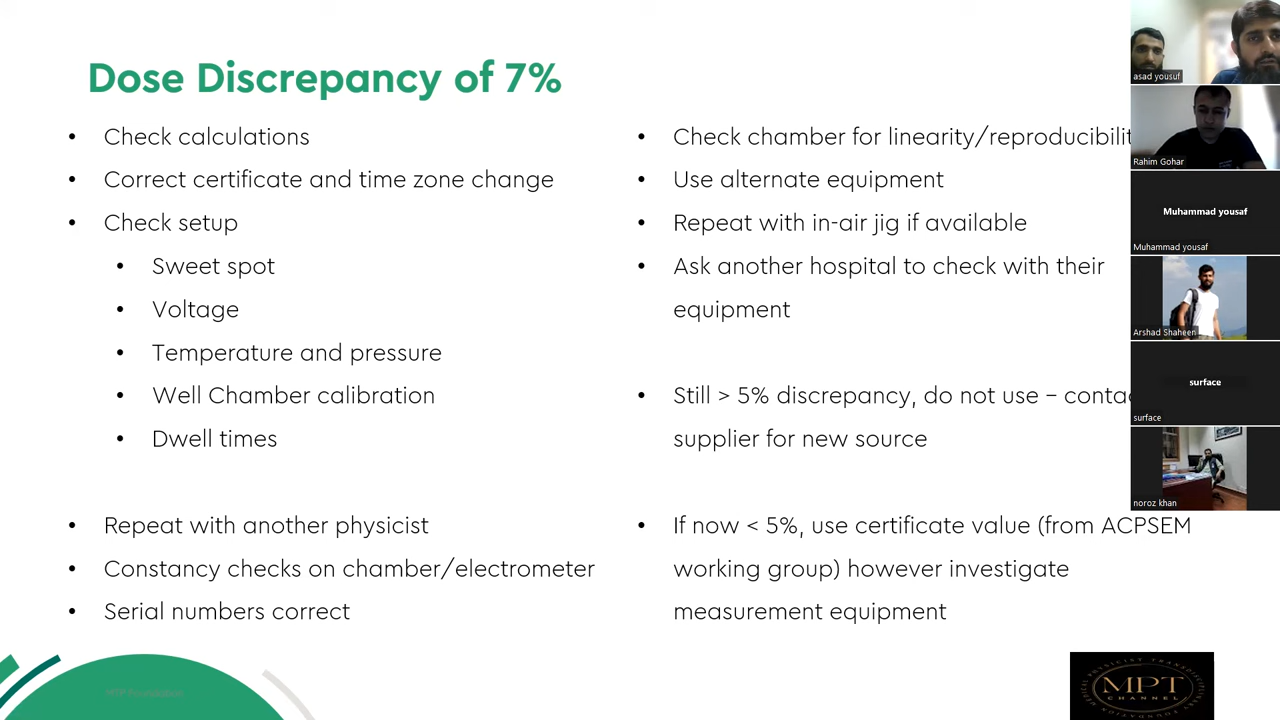 Dose Discrepancy of 7%
• Check calculations
• Correct certificate and time zone change
• Check setup
• Sweet spot
• Voltage
• Temperature and pressure
• Well Chamber calibration
• Dwell times
• Repeat with another physicist
• Constancy checks on chamber/electrometer
• Serial numbers correct
• Check chamber for linearity/reproducibilit
• Use alternate equipment
• Repeat with in-air jig if available
• Ask another hospital to check with their
equipment
• Still > 5% discrepancy, do not use – contac
supplier for new source
• If now < 5%, use certificate value (from ACPSEM
working group) however investigate
measurement equipment
asad yousuf
Rahim Gohar
Muhammad yousaf
Muhammad yousaf
Arshad Shaheen
surface
surface
noroz khan
MPT
CHANNEL